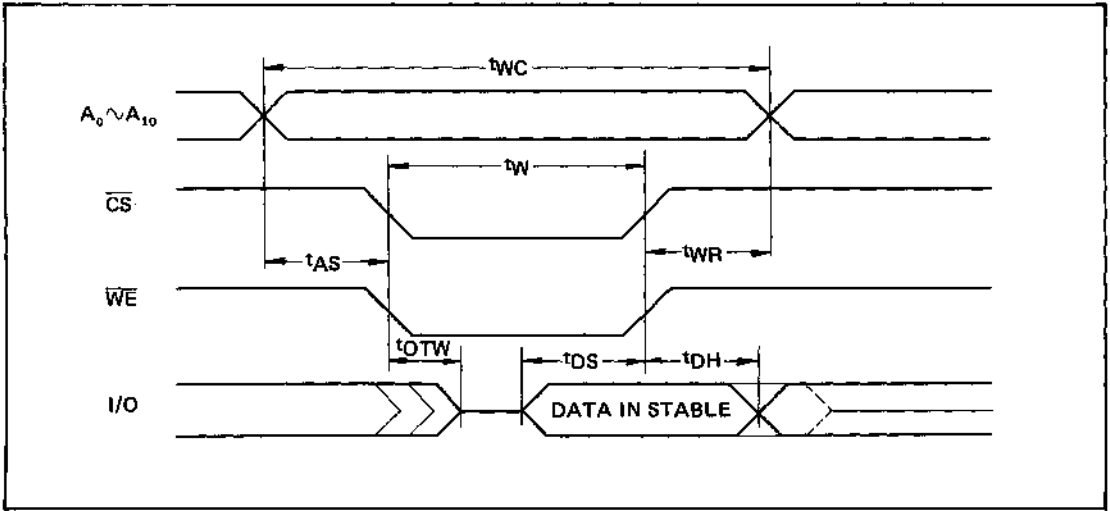 tWC
A₀∿A₁₀
tW
CS
tAS
tWR
WE
tOTW
tDS
tDH
I/O
DATA IN STABLE